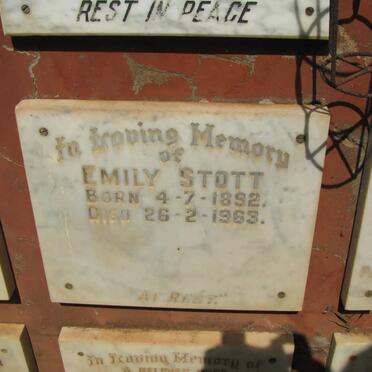 REST IN PEACE
In Loving Memory
of
EMILY STOTT
BORN 4-7-1892.
DIED 26-2-1963.
"AT REST."
In Loving Memory of
A BELOVED